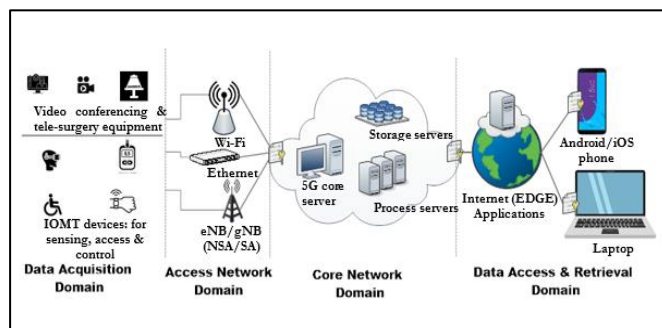 Video conferencing &
tele-surgery equipment
IOMT devices: for
sensing, access &
control
Data Acquisition
Domain
Wi-Fi
Ethernet
eNB/gNB
(NSA/SA)
Access Network
Domain
Storage servers
5G core
server
Process servers
Core Network
Domain
Internet (EDGE)
Applications
Android/iOS
phone
Laptop
Data Access & Retrieval
Domain